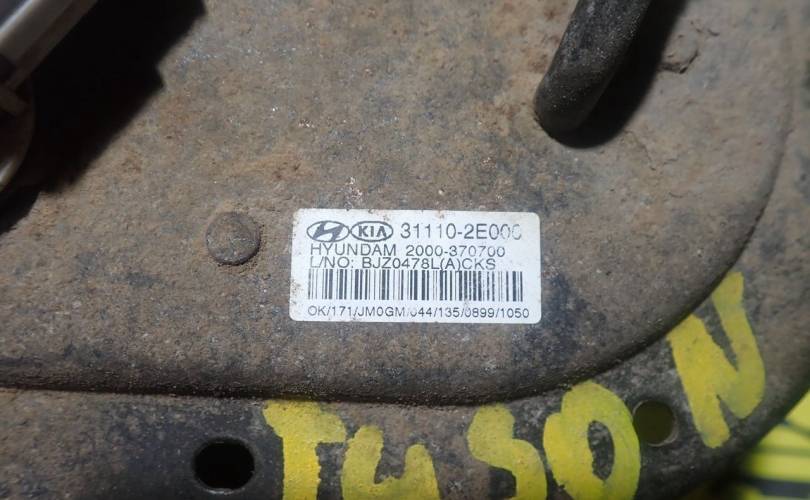 KIA 31110-2E000
HYUNDAM 2000-370700
L/NO: BJZ0478L(A)CKS
OK/171/JM0GM/044/135/0899/1050
TUSON